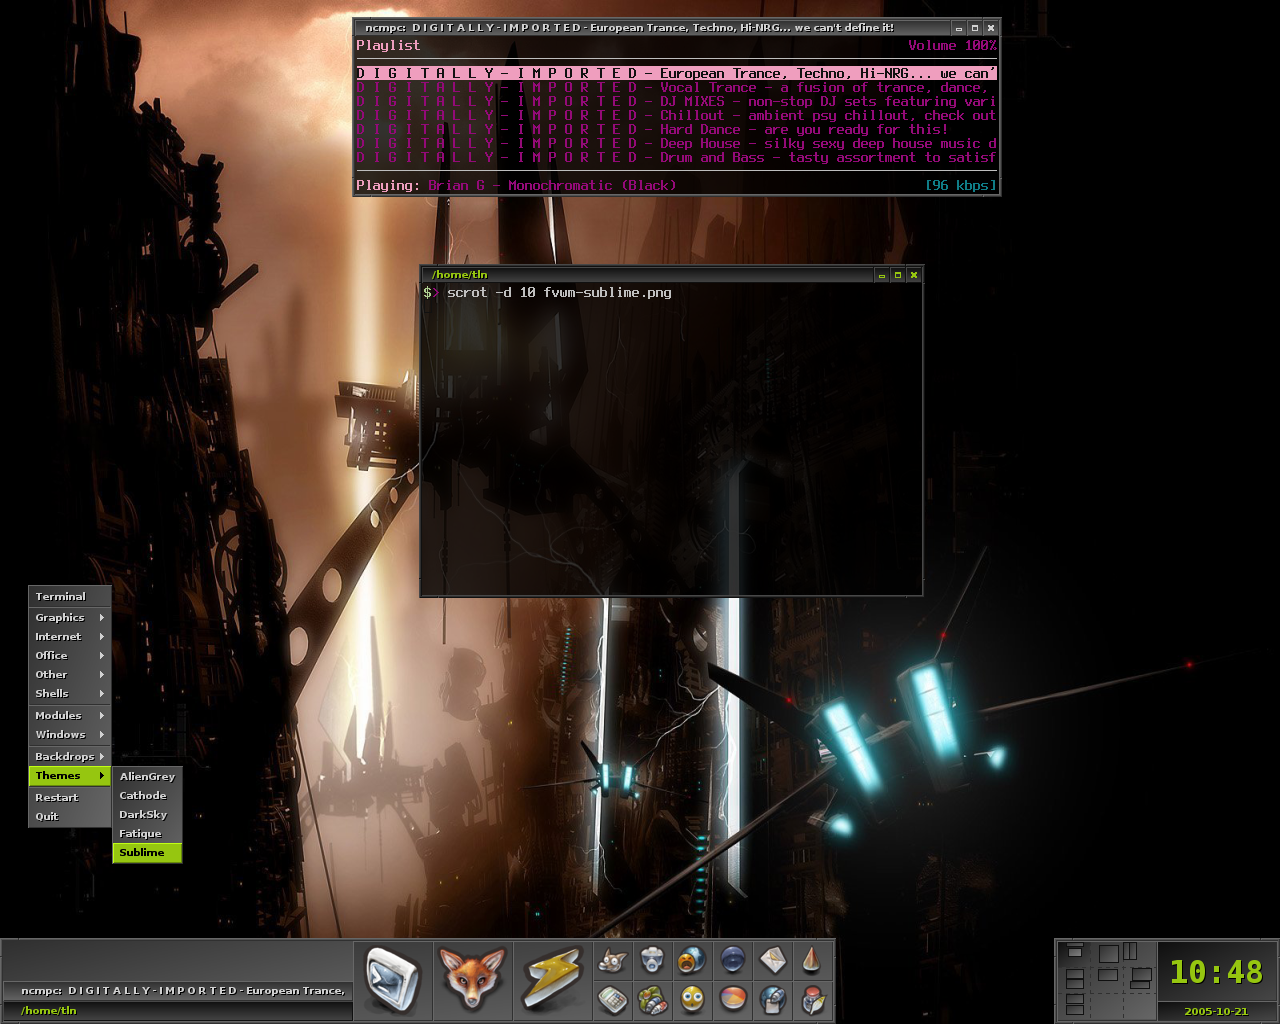 ncmpc: D I G I T A L L Y - I M P O R T E D - European Trance, Techno, Hi-NRG... we can't define it!
Playlist Volume 100%
D I G I T A L L Y - I M P O R T E D - European Trance, Techno, Hi-NRG... we can'
D I G I T A L L Y - I M P O R T E D - Vocal Trance - a fusion of trance, dance,
D I G I T A L L Y - I M P O R T E D - DJ MIXES - non-stop DJ sets featuring vari
D I G I T A L L Y - I M P O R T E D - Chillout - ambient psy chillout, check out
D I G I T A L L Y - I M P O R T E D - Hard Dance - are you ready for this!
D I G I T A L L Y - I M P O R T E D - Deep House - silky sexy deep house music d
D I G I T A L L Y - I M P O R T E D - Drum and Bass - tasty assortment to satisf
Playing: Brian G - Monochromatic (Black) [96 kbps]
/home/tln
$> scrot -d 10 fvwm-sublime.png
Terminal
Graphics
Internet
Office
Other
Shells
Modules
Windows
Backdrops
Themes
Restart
Quit
AlienGrey
Cathode
DarkSky
Fatique
Sublime
ncmpc: D I G I T A L L Y - I M P O R T E D - European Trance,
/home/tln
10:48
2005-10-21